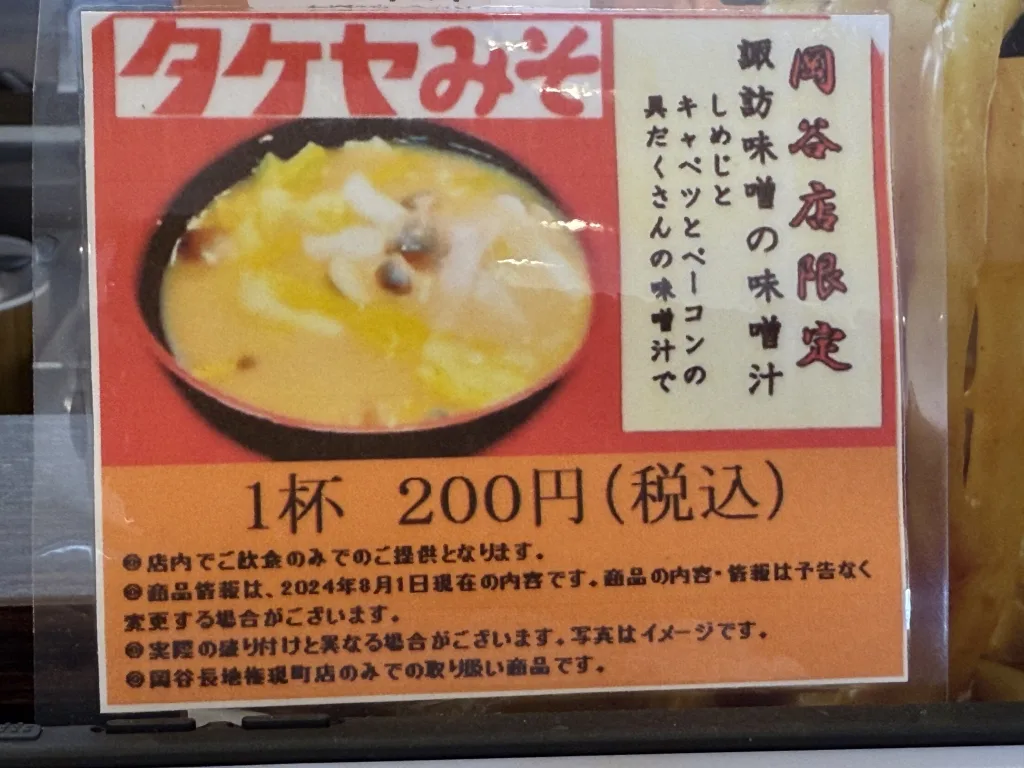 タケヤみそ
岡谷店限定
諏訪味噌の味噌汁
しめじと
キャベツとベーコンの
具だくさんの味噌汁で
1杯 200円(税込)
店内でご飲食のみでのご提供となります。
商品情報は、2024年8月1日現在の内容です。商品の内容・情報は予告なく
変更する場合がございます。
実際の盛り付けと異なる場合がございます。写真はイメージです。
岡谷長地権現町店のみでの取り扱い商品です。